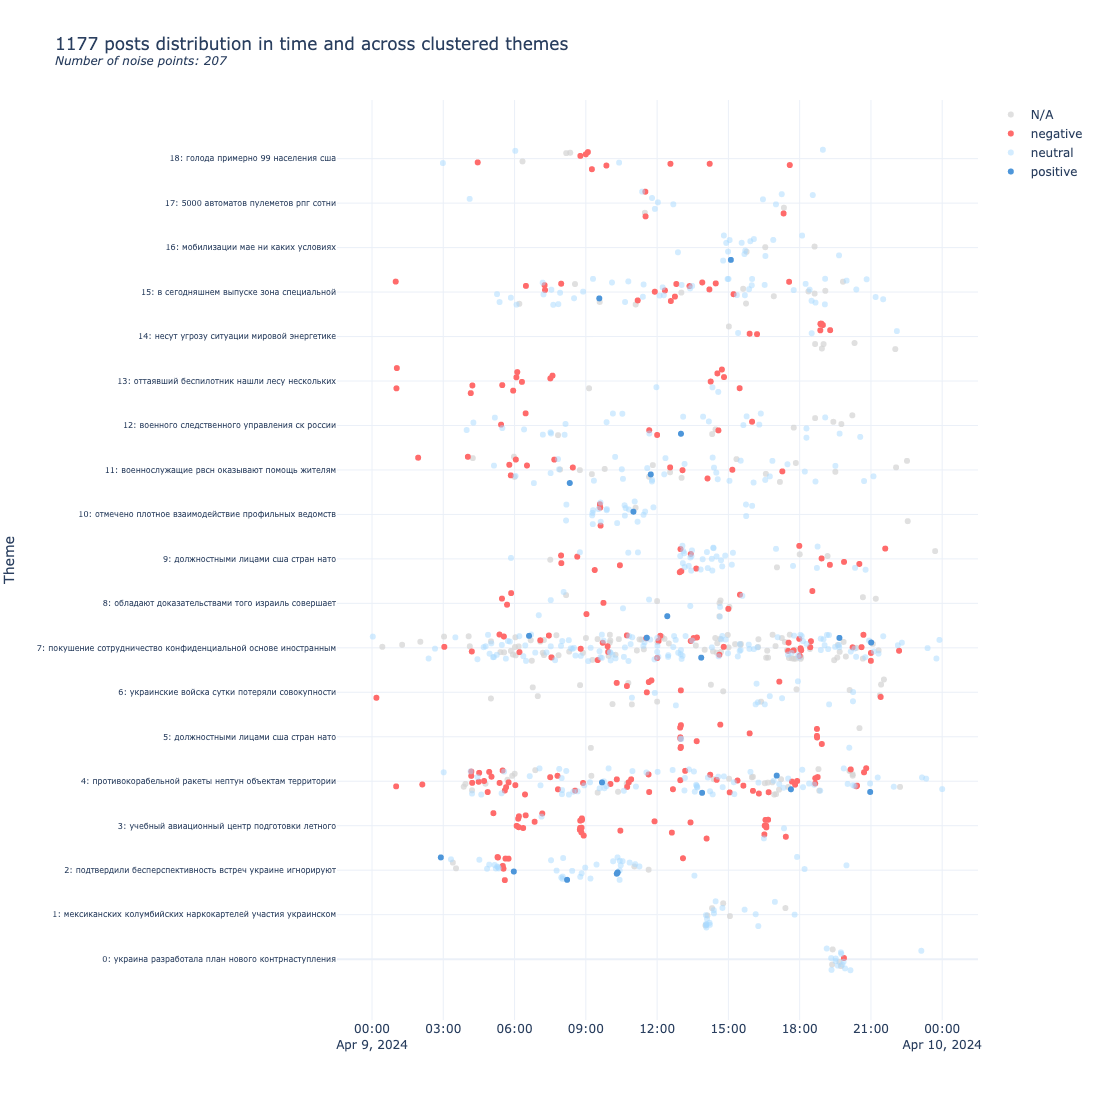 1177 posts distribution in time and across clustered themes
Number of noise points: 207
N/A
negative
neutral
positive
Theme
18: голода примерно 99 населения сша
17: 5000 автоматов пулеметов рпг сотни
16: мобилизации мае ни каких условиях
15: в сегодняшнем выпуске зона специальной
14: несут угрозу ситуации мировой энергетике
13: оттаявший беспилотник нашли лесу нескольких
12: военного следственного управления ск россии
11: военнослужащие рвсн оказывают помощь жителям
10: отмечено плотное взаимодействие профильных ведомств
9: должностными лицами сша стран нато
8: обладают доказательствами того израиль совершает
7: покушение сотрудничество конфиденциальной основе иностранным
6: украинские войска сутки потеряли совокупности
5: должностными лицами сша стран нато
4: противокорабельной ракеты нептун объектам территории
3: учебный авиационный центр подготовки летного
2: подтвердили бесперспективность встреч украине игнорируют
1: мексиканских колумбийских наркокартелей участия украинском
0: украина разработала план нового контрнаступления
00:00 03:00 06:00 09:00 12:00 15:00 18:00 21:00 00:00
Apr 9, 2024 Apr 10, 2024